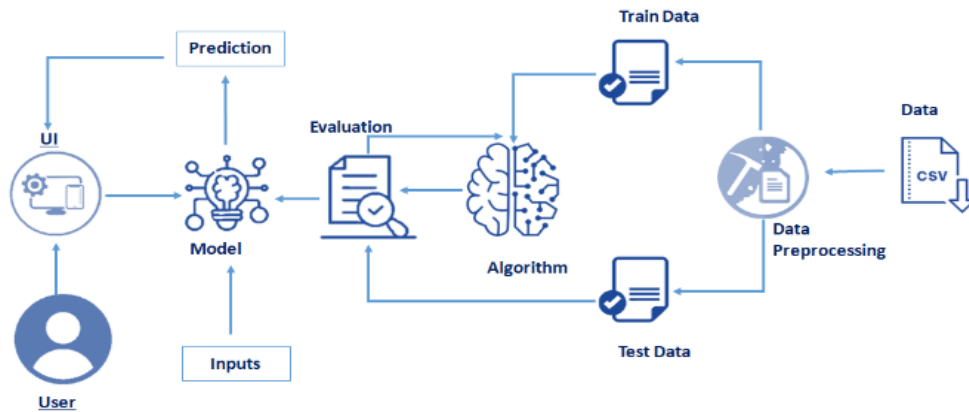 Train Data
Prediction
Data
Evaluation
UI
CSV
Model
Data
Preprocessing
Algorithm
Inputs
Test Data
User